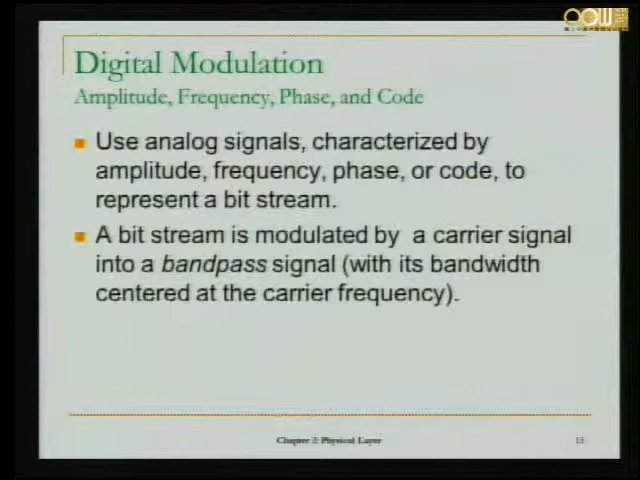 Digital Modulation
Amplitude, Frequency, Phase, and Code
Use analog signals, characterized by
amplitude, frequency, phase, or code, to
represent a bit stream.
A bit stream is modulated by a carrier signal
into a bandpass signal (with its bandwidth
centered at the carrier frequency).
Chapter 2: Physical Layer
13